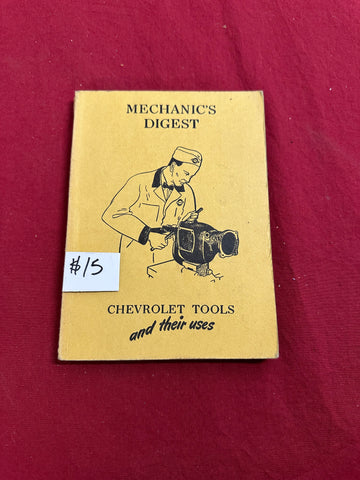 MECHANIC'S
DIGEST
$15
CHEVROLET TOOLS
and their uses